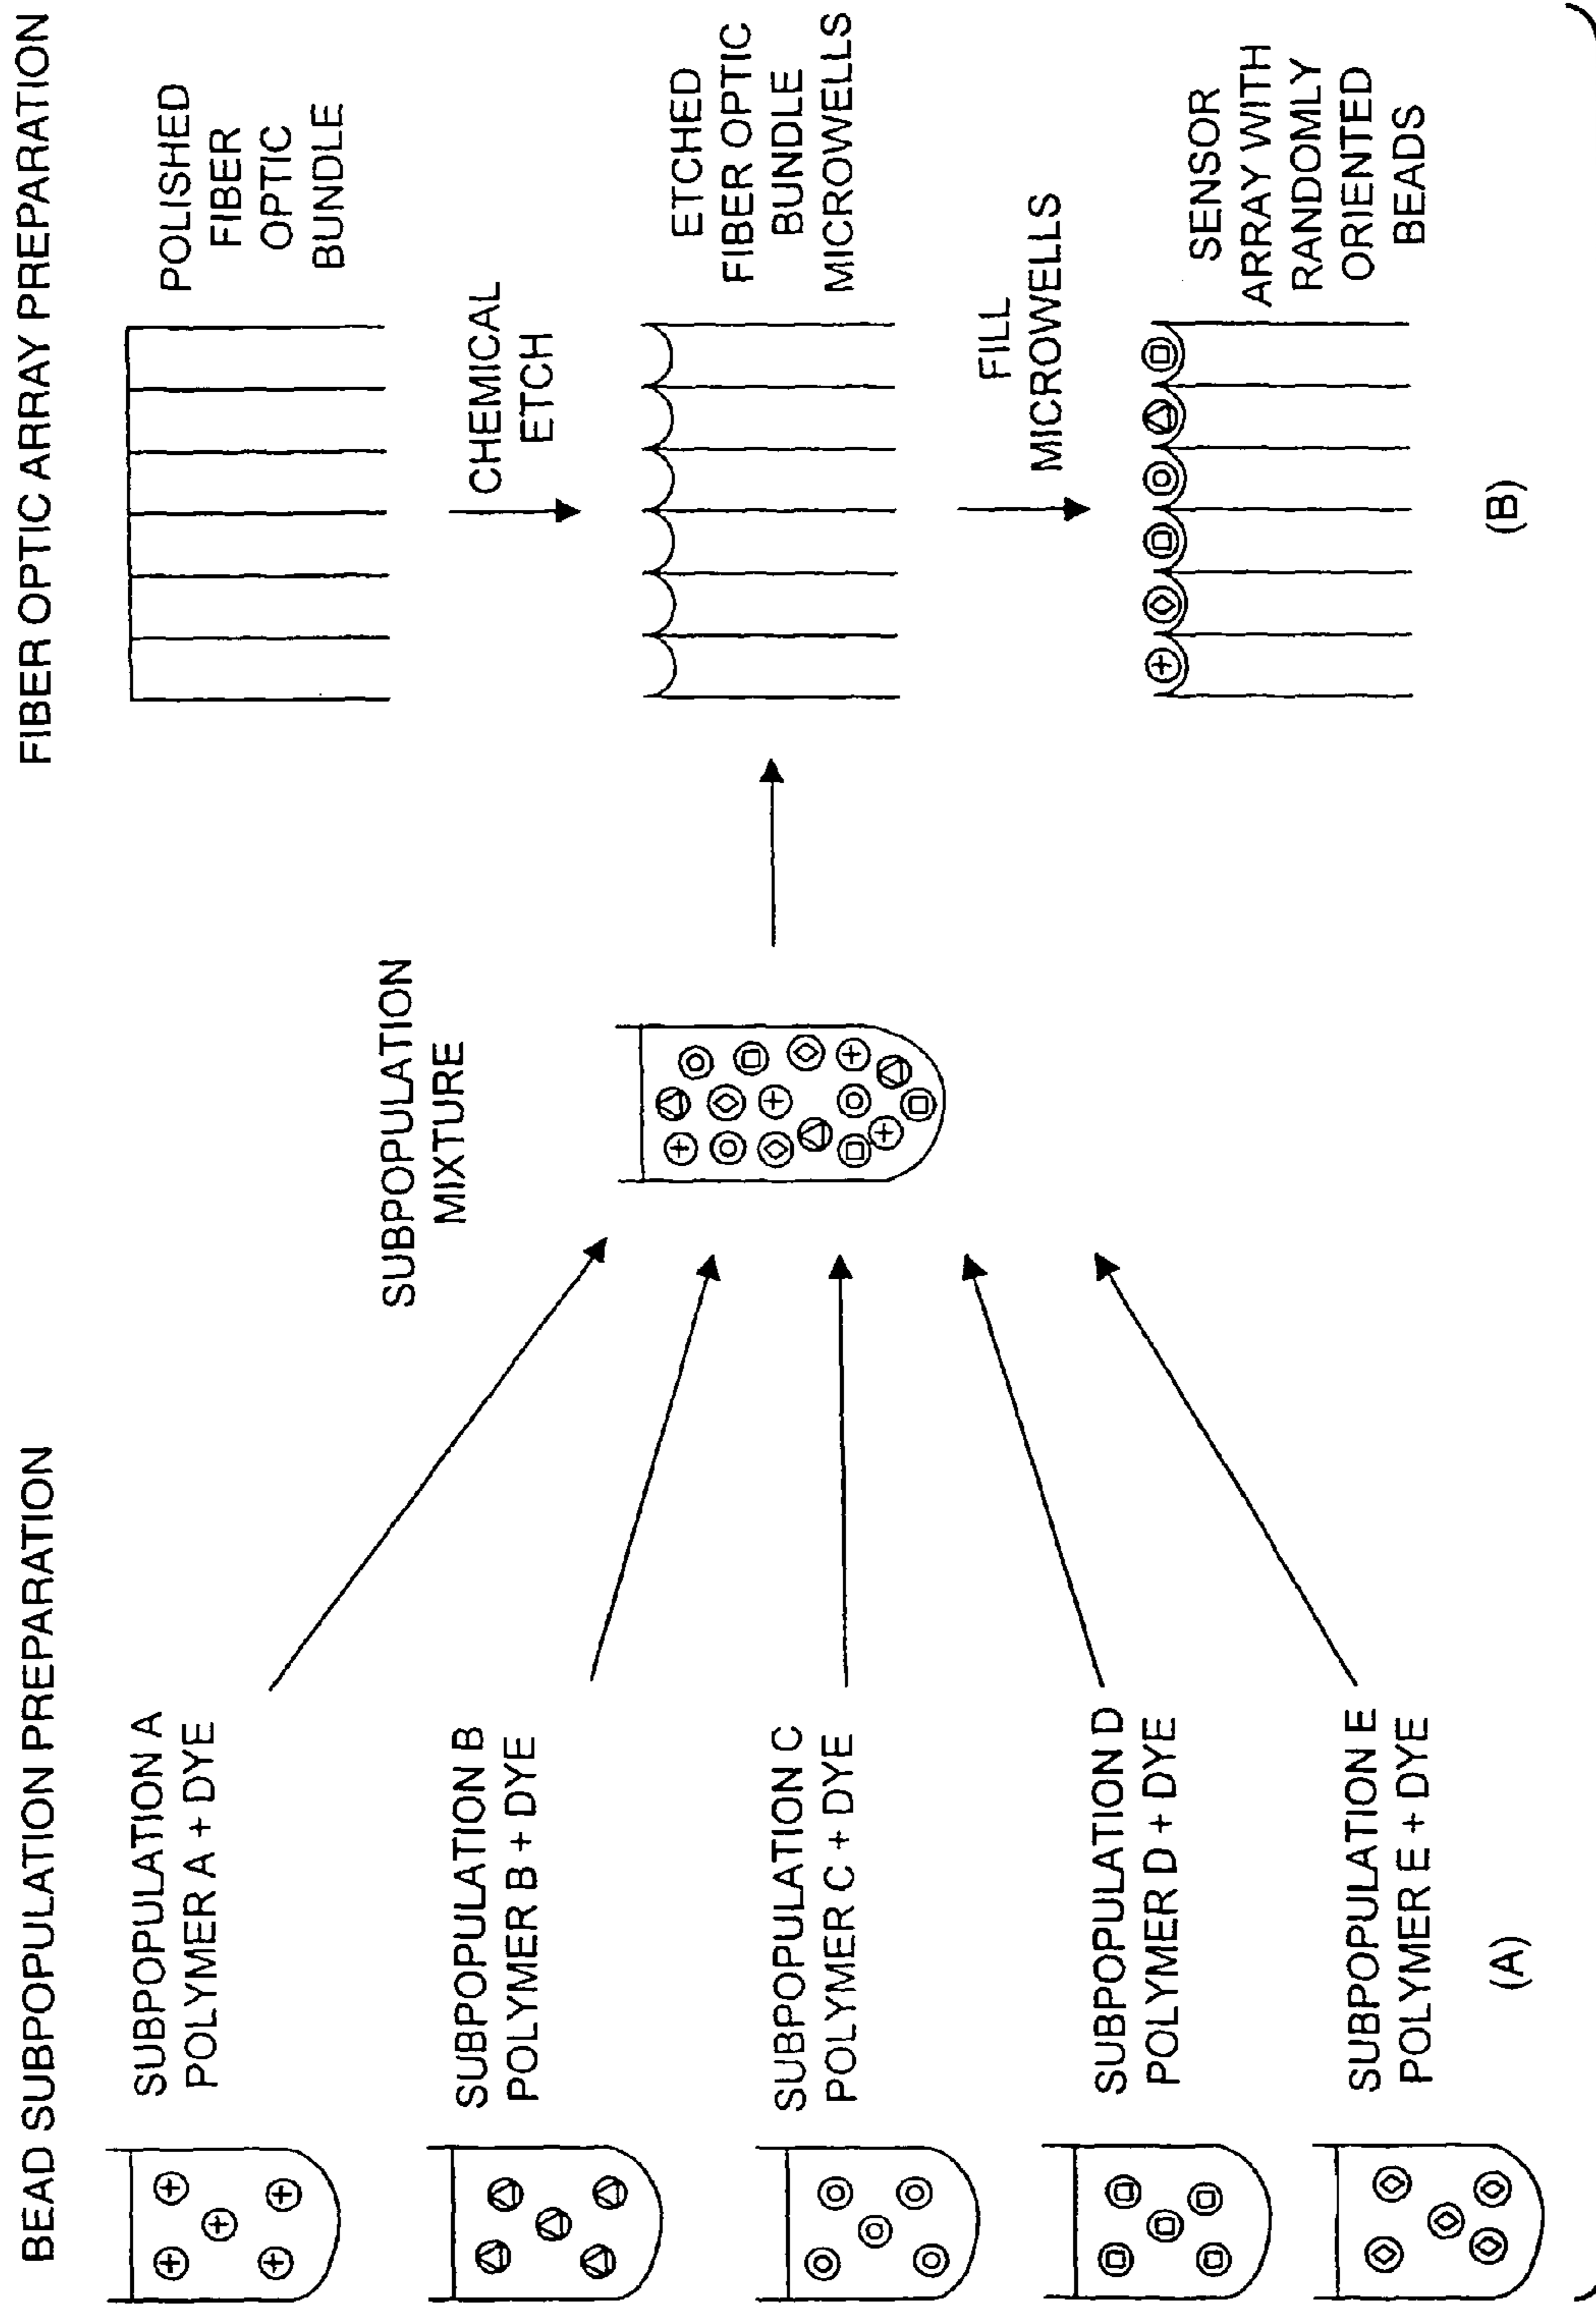 BEAD SUBPOPULATION PREPARATION
SUBPOPULATION A
POLYMER A + DYE
SUBPOPULATION B
POLYMER B + DYE
SUBPOPULATION C
POLYMER C + DYE
SUBPOPULATION D
POLYMER D + DYE
SUBPOPULATION E
POLYMER E + DYE
(A)
SUBPOPULATION
MIXTURE
FIBER OPTIC ARRAY PREPARATION
POLISHED
FIBER
OPTIC
BUNDLE
CHEMICAL
ETCH
ETCHED
FIBER OPTIC
BUNDLE
MICROWELLS
FILL
MICROWELLS
SENSOR
ARRAY WITH
RANDOMLY
ORIENTED
BEADS
(B)